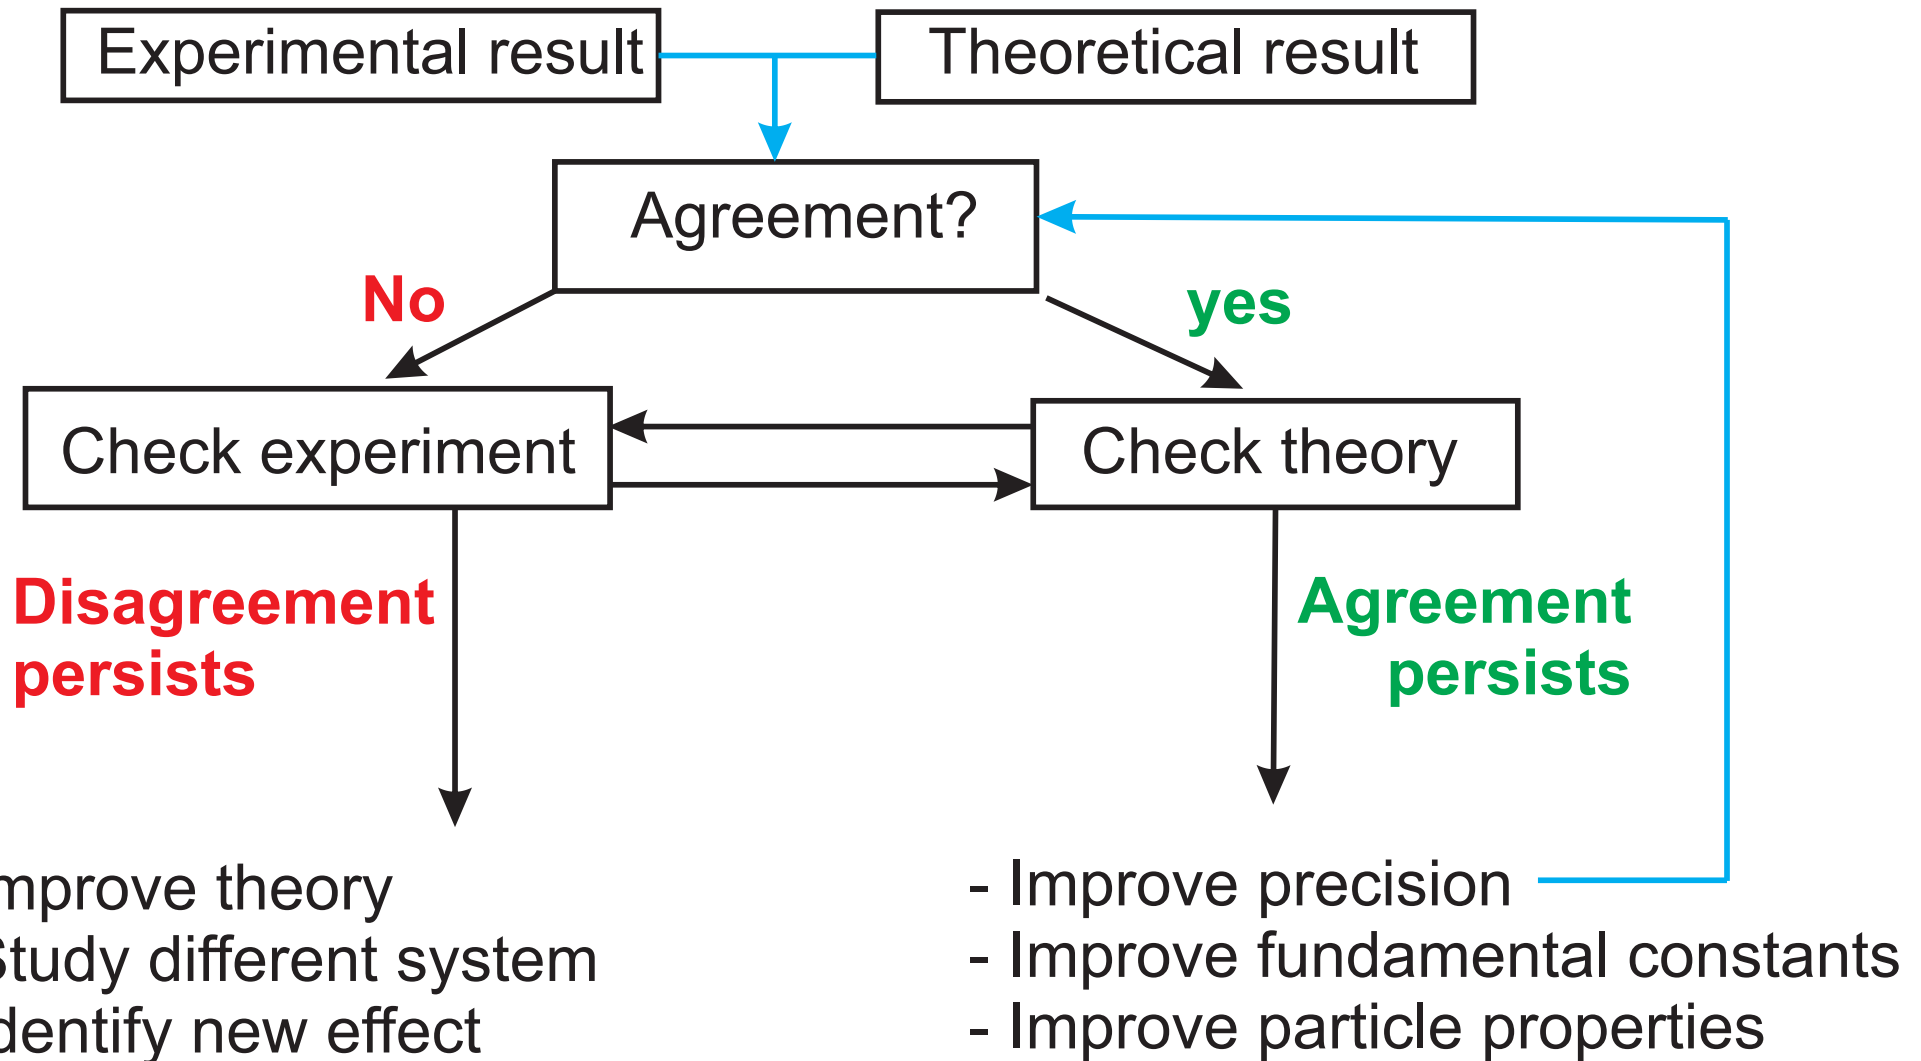 Experimental result
Theoretical result
Agreement?
No
yes
Check experiment
Check theory
Disagreement
persists
Agreement
persists
mprove theory
Study different system
dentify new effect
- Improve precision
- Improve fundamental constants
- Improve particle properties